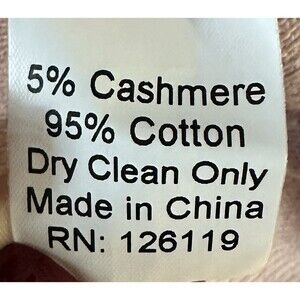 5% Cashmere
95% Cotton
Dry Clean Only
Made in China
RN: 126119